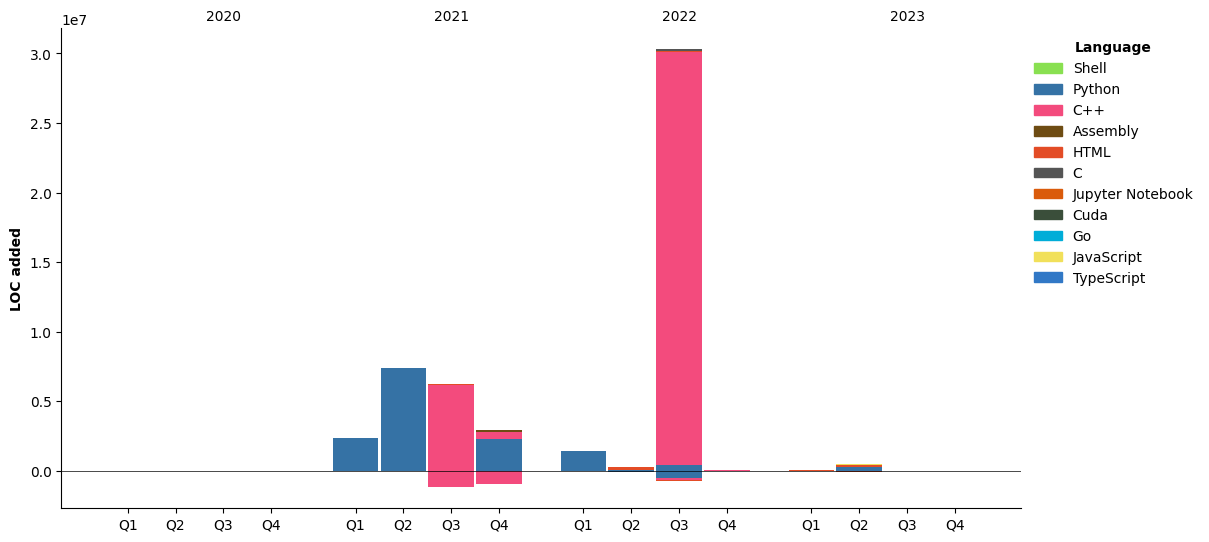 1e7
2020 2021 2022 2023
3.0
2.5
2.0
1.5
1.0
0.5
0.0
LOC added
Q1 Q2 Q3 Q4 Q1 Q2 Q3 Q4 Q1 Q2 Q3 Q4 Q1 Q2 Q3 Q4
Language
Shell
Python
C++
Assembly
HTML
C
Jupyter Notebook
Cuda
Go
JavaScript
TypeScript